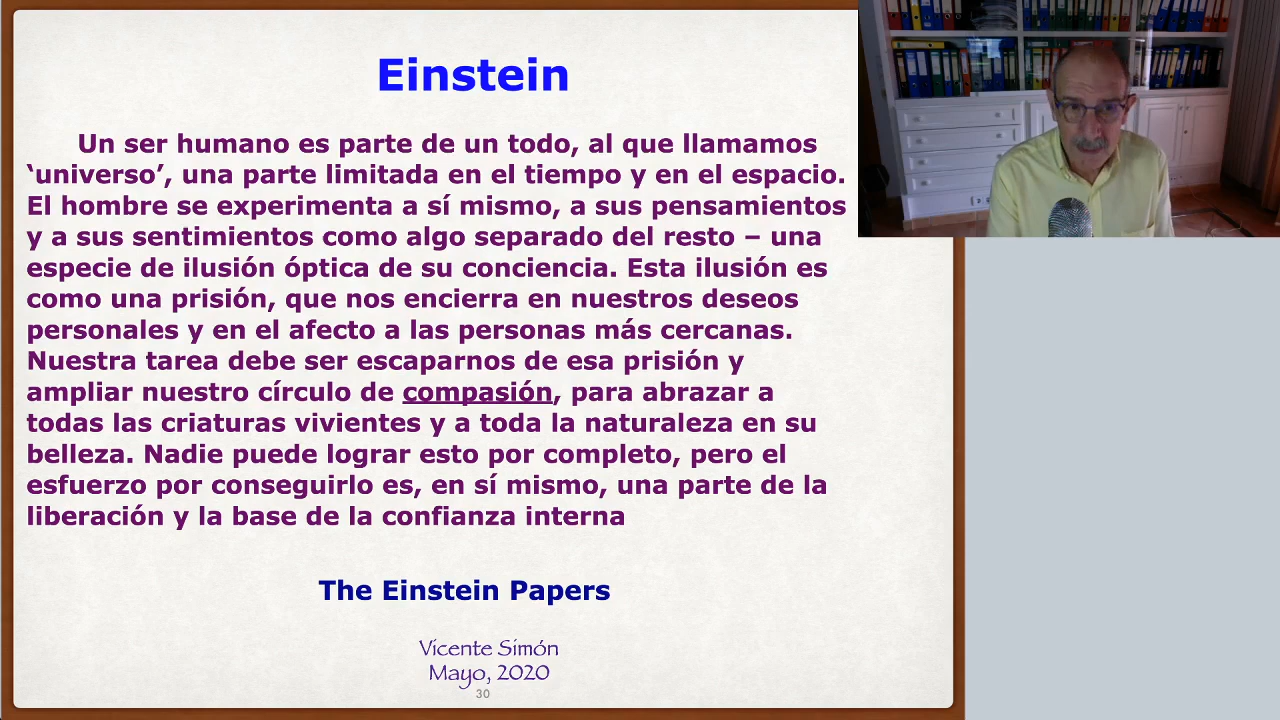 Einstein
Un ser humano es parte de un todo, al que llamamos
‘universo’, una parte limitada en el tiempo y en el espacio.
El hombre se experimenta a sí mismo, a sus pensamientos
y a sus sentimientos como algo separado del resto – una
especie de ilusión óptica de su conciencia. Esta ilusión es
como una prisión, que nos encierra en nuestros deseos
personales y en el afecto a las personas más cercanas.
Nuestra tarea debe ser escaparnos de esa prisión y
ampliar nuestro círculo de compasión, para abrazar a
todas las criaturas vivientes y a toda la naturaleza en su
belleza. Nadie puede lograr esto por completo, pero el
esfuerzo por conseguirlo es, en sí mismo, una parte de la
liberación y la base de la confianza interna
The Einstein Papers
Vicente Simón
Mayo, 2020
30